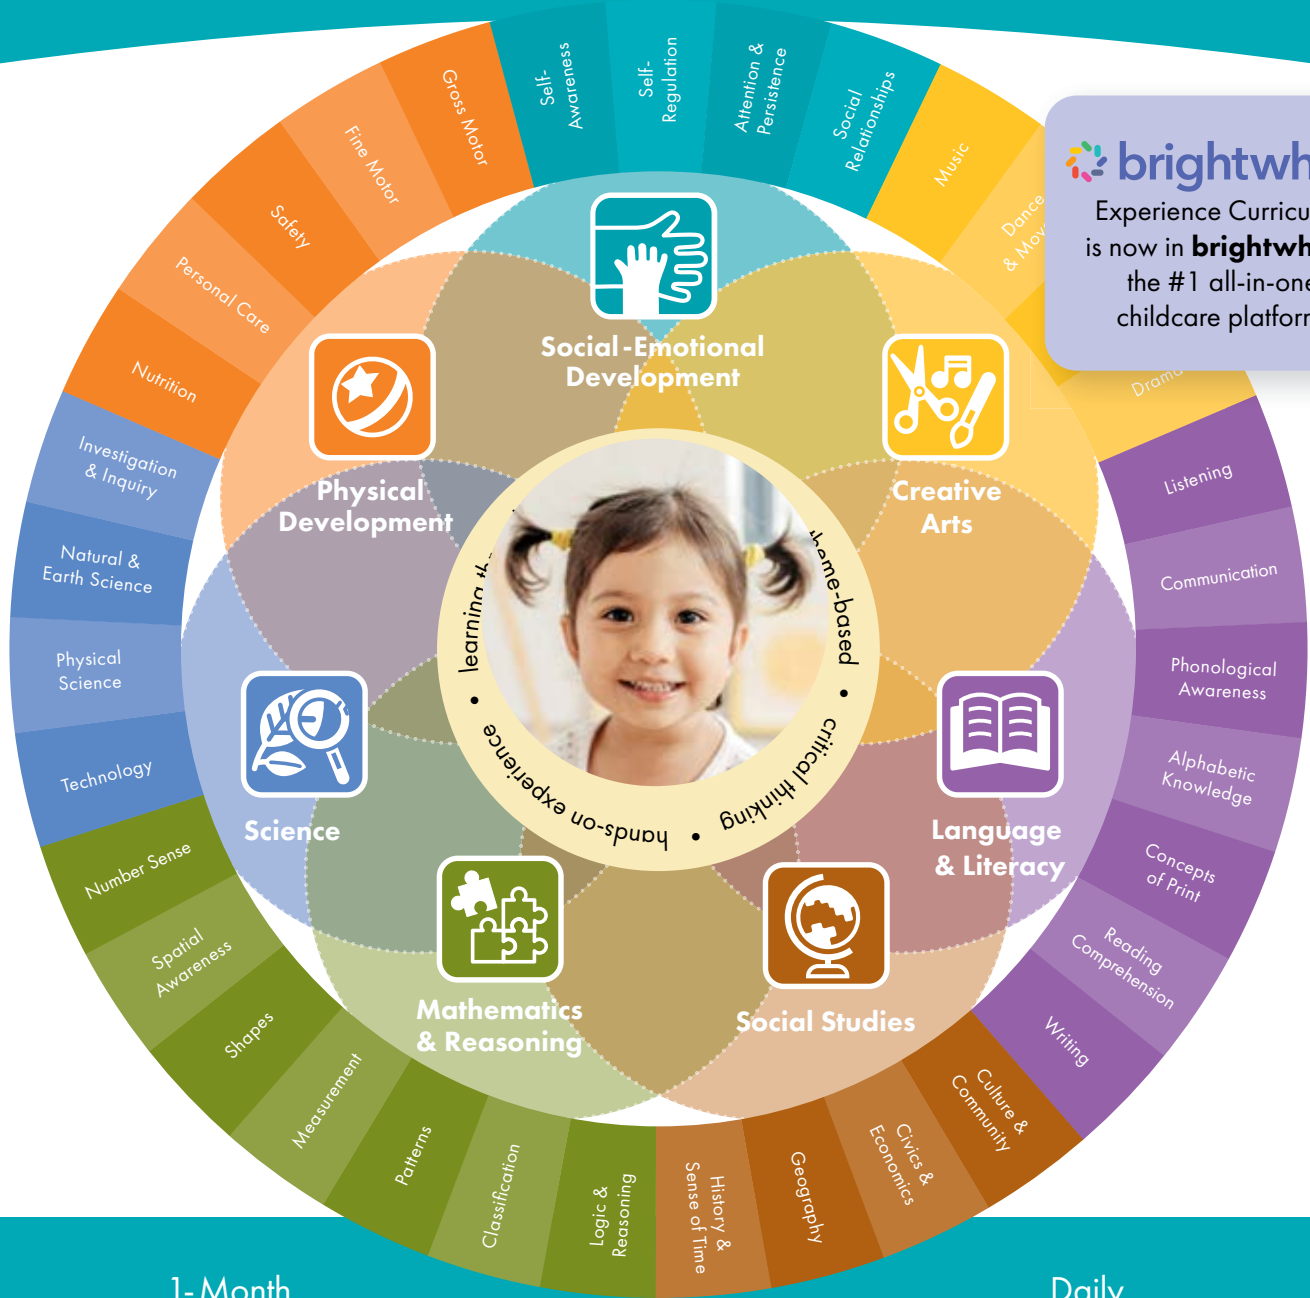 Self-
Awareness
Self-
Regulation
Attention &
Persistence
Social
Relationships
Music
Dance
&
Drama
Listening
Communication
Phonological
Awareness
Alphabetic
Knowledge
Concepts
of Print
Reading
Comprehension
Writing
Culture &
Community
Civics &
Economics
Geography
History &
Sense of Time
Logic &
Reasoning
Classification
Patterns
Measurement
Shapes
Spatial
Awareness
Number Sense
Technology
Physical
Science
Natural &
Earth Science
Investigation
& Inquiry
Nutrition
Personal Care
Safety
Fine Motor
Gross Motor
Experience
is now in
the #1 all-in-one
childcare platform
Social-Emotional
Development
Creative
Arts
Language
& Literacy
Social Studies
Mathematics
& Reasoning
Science
Physical
Development
learning • hands-on experience • critical thinking • theme-based
1-Month
Daily